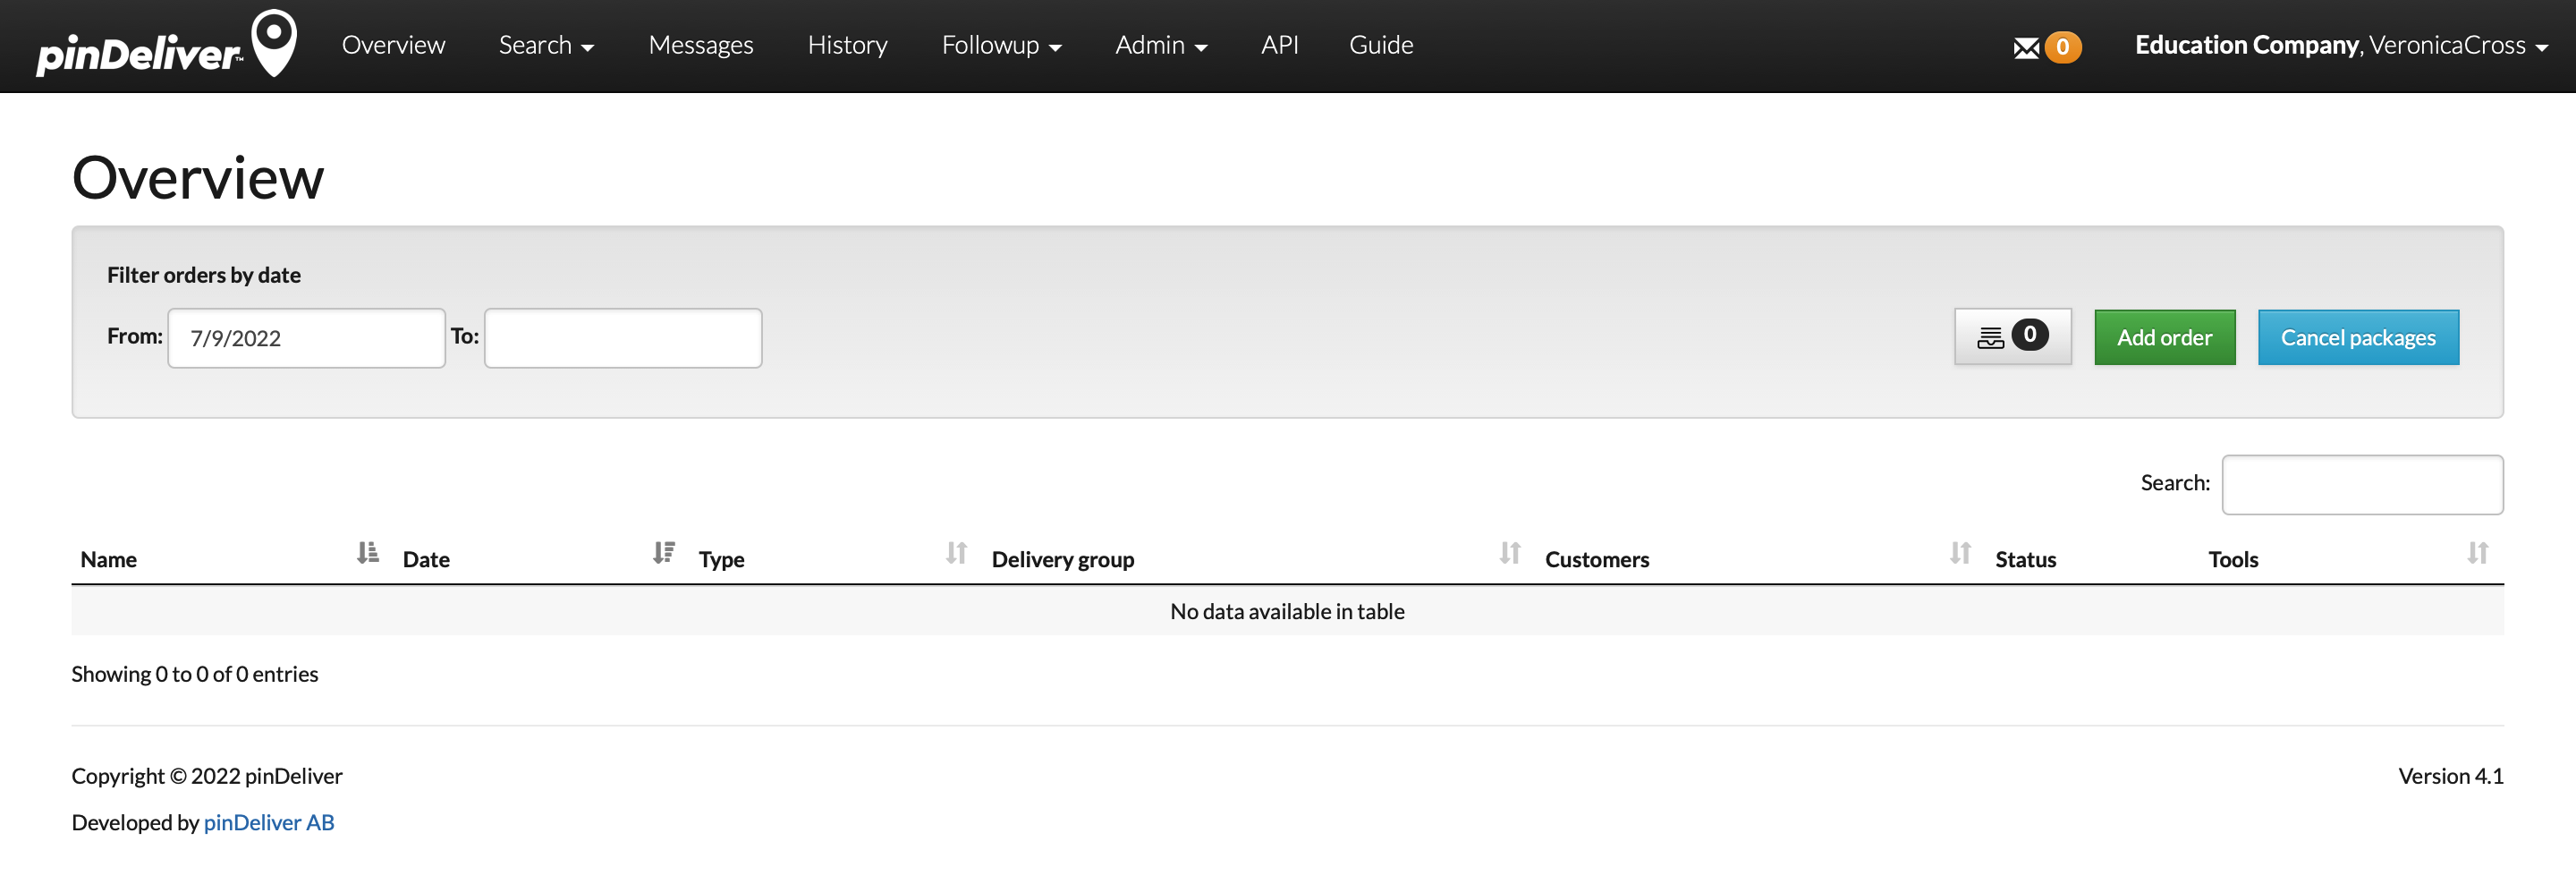 pinDeliver™ Overview Search Messages History Followup Admin API Guide 0 Education Company, VeronicaCross
Overview
Filter orders by date
From: 7/9/2022 To: 0 Add order Cancel packages
Search:
Name Date Type Delivery group Customers Status Tools
No data available in table
Showing 0 to 0 of 0 entries
Copyright © 2022 pinDeliver Version 4.1
Developed by pinDeliver AB